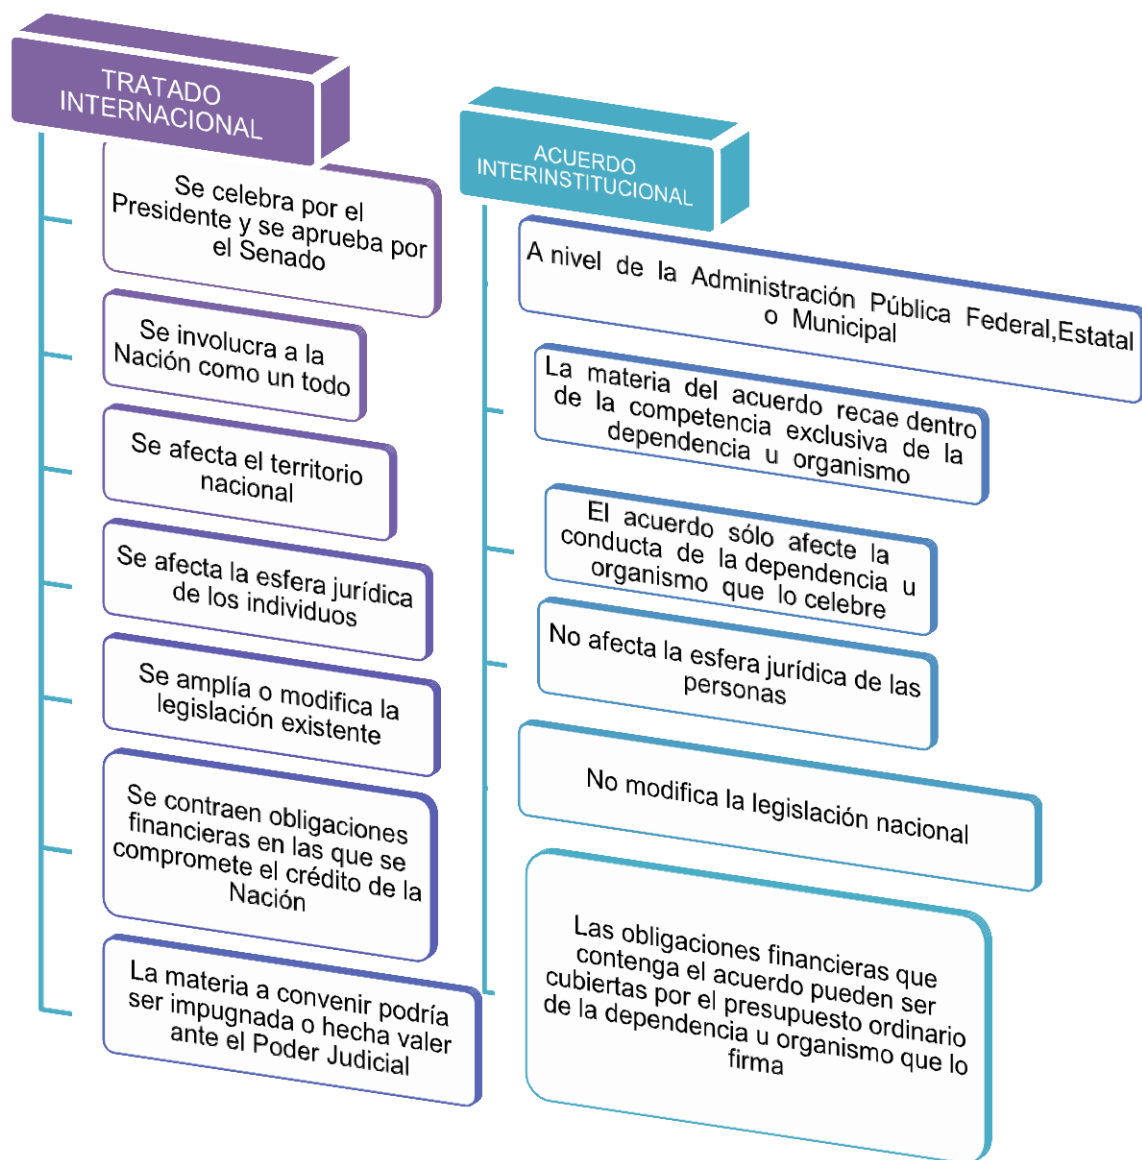 TRATADO
INTERNACIONAL
Se celebra por el
Presidente y se aprueba por
el Senado
Se involucra a la
Nación como un todo
Se afecta el territorio
nacional
Se afecta la esfera jurídica
de los individuos
Se amplía o modifica la
legislación existente
Se contraen obligaciones
financieras en las que se
compromete el crédito de la
Nación
La materia a convenir podría
ser impugnada o hecha valer
ante el Poder Judicial
ACUERDO
INTERINSTITUCIONAL
A nivel de la Administración Pública Federal,Estatal
o Municipal
La materia del acuerdo recae dentro
de la competencia exclusiva de la
dependencia u organismo
El acuerdo sólo afecte la
conducta de la dependencia u
organismo que lo celebre
No afecta la esfera jurídica de las
personas
No modifica la legislación nacional
Las obligaciones financieras que
contenga el acuerdo pueden ser
cubiertas por el presupuesto ordinario
de la dependencia u organismo que lo
firma